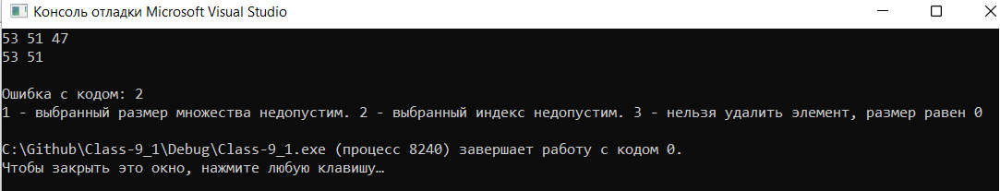 Консоль отладки Microsoft Visual Studio
53 51 47
53 51
Ошибка с кодом: 2
1 - выбранный размер множества недопустим. 2 - выбранный индекс недопустим. 3 - нельзя удалить элемент, размер равен 0
C:\Github\Class-9_1\Debug\Class-9_1.exe (процесс 8240) завершает работу с кодом 0.
Чтобы закрыть это окно, нажмите любую клавишу…